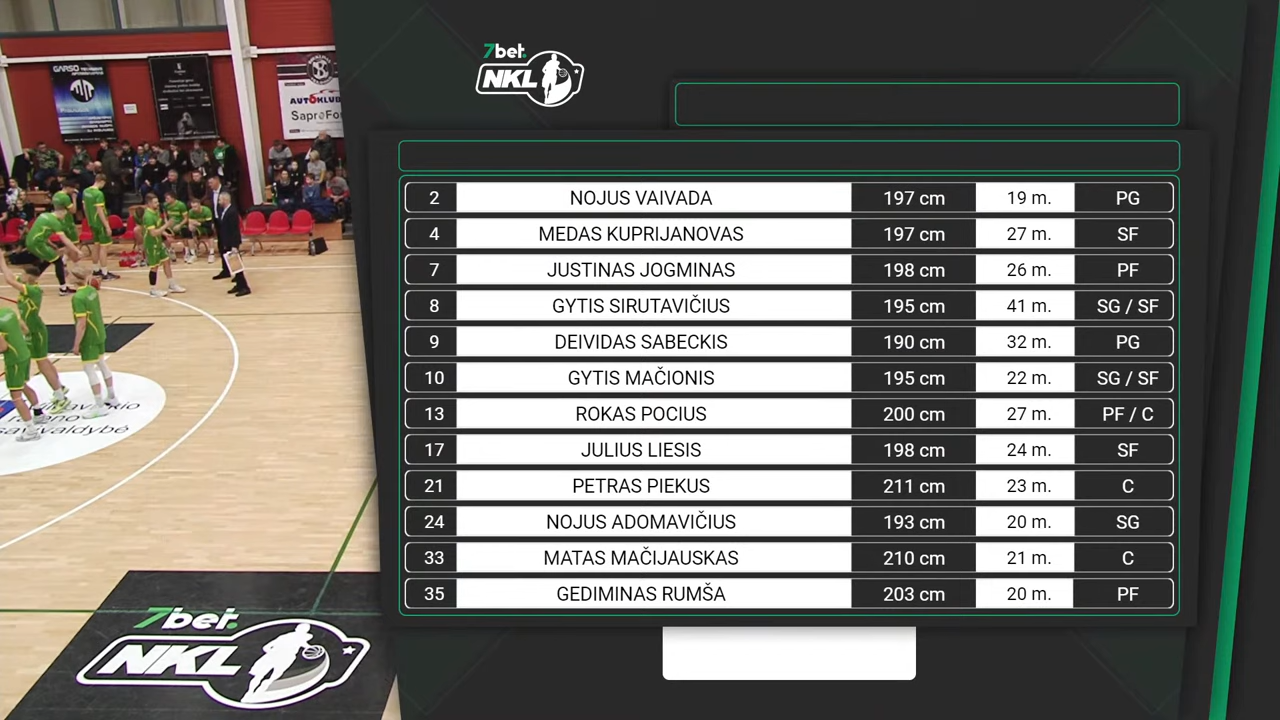 7bet.
NKL
GARSO
AUTOKLUB
SaproFo
2 NOJUS VAIVADA 197 cm 19 m. PG
4 MEDAS KUPRIJANOVAS 197 cm 27 m. SF
7 JUSTINAS JOGMINAS 198 cm 26 m. PF
8 GYTIS SIRUTAVIČIUS 195 cm 41 m. SG / SF
9 DEIVIDAS SABECKIS 190 cm 32 m. PG
10 GYTIS MAČIONIS 195 cm 22 m. SG / SF
13 ROKAS POCIUS 200 cm 27 m. PF / C
17 JULIUS LIESIS 198 cm 24 m. SF
21 PETRAS PIEKUS 211 cm 23 m. C
24 NOJUS ADOMAVIČIUS 193 cm 20 m. SG
33 MATAS MAČIJAUSKAS 210 cm 21 m. C
35 GEDIMINAS RUMŠA 203 cm 20 m. PF
savivaldybė
7bet.
NKL